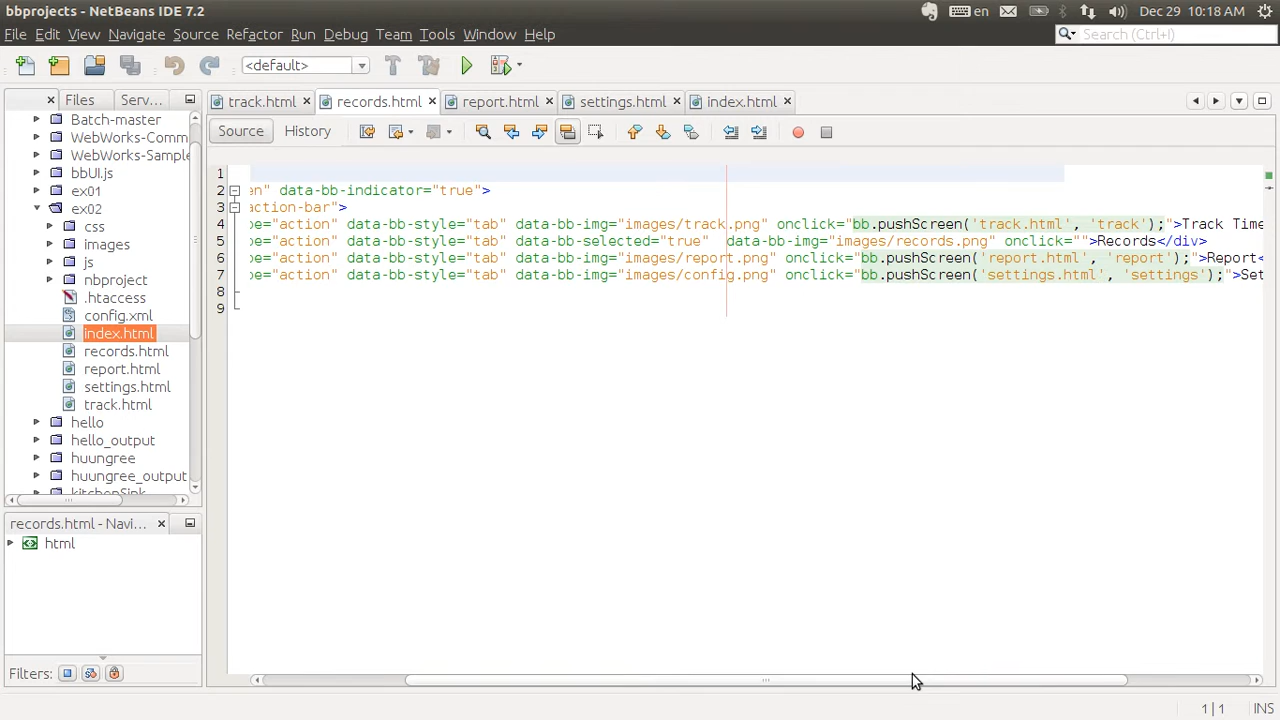 bbprojects - NetBeans IDE 7.2
en
Dec 29 10:18 AM
File Edit View Navigate Source Refactor Run Debug Team Tools Window Help
Search (Ctrl+I)
<default>
Files Serv...
track.html records.html report.html settings.html index.html
Source History
Batch-master
WebWorks-Comm
WebWorks-Sample
bbUI.js
ex01
ex02
css
images
js
nbproject
.htaccess
config.xml
index.html
records.html
report.html
settings.html
track.html
hello
hello_output
huungree
huungree_output
kitchenSink
1
2 en" data-bb-indicator="true">
3 action-bar">
4 pe="action" data-bb-style="tab" data-bb-img="images/track.png" onclick="bb.pushScreen('track.html', 'track');">Track Time
5 pe="action" data-bb-style="tab" data-bb-selected="true" data-bb-img="images/records.png" onclick="">Records</div>
6 pe="action" data-bb-style="tab" data-bb-img="images/report.png" onclick="bb.pushScreen('report.html', 'report');">Report<
7 pe="action" data-bb-style="tab" data-bb-img="images/config.png" onclick="bb.pushScreen('settings.html', 'settings');">Set
8
9
records.html - Navi...
html
Filters:
1 | 1 INS